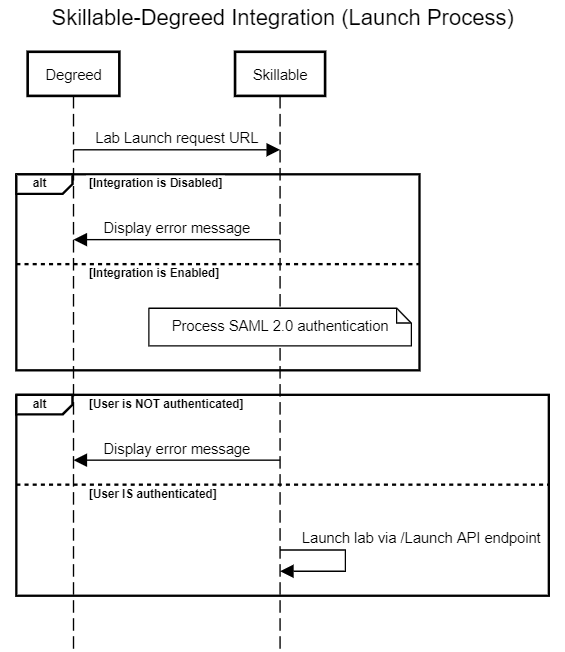 Skillable-Degreed Integration (Launch Process)
Degreed
Skillable
Lab Launch request URL
alt
[Integration is Disabled]
Display error message
[Integration is Enabled]
Process SAML 2.0 authentication
alt
[User is NOT authenticated]
Display error message
[User IS authenticated]
Launch lab via /Launch API endpoint